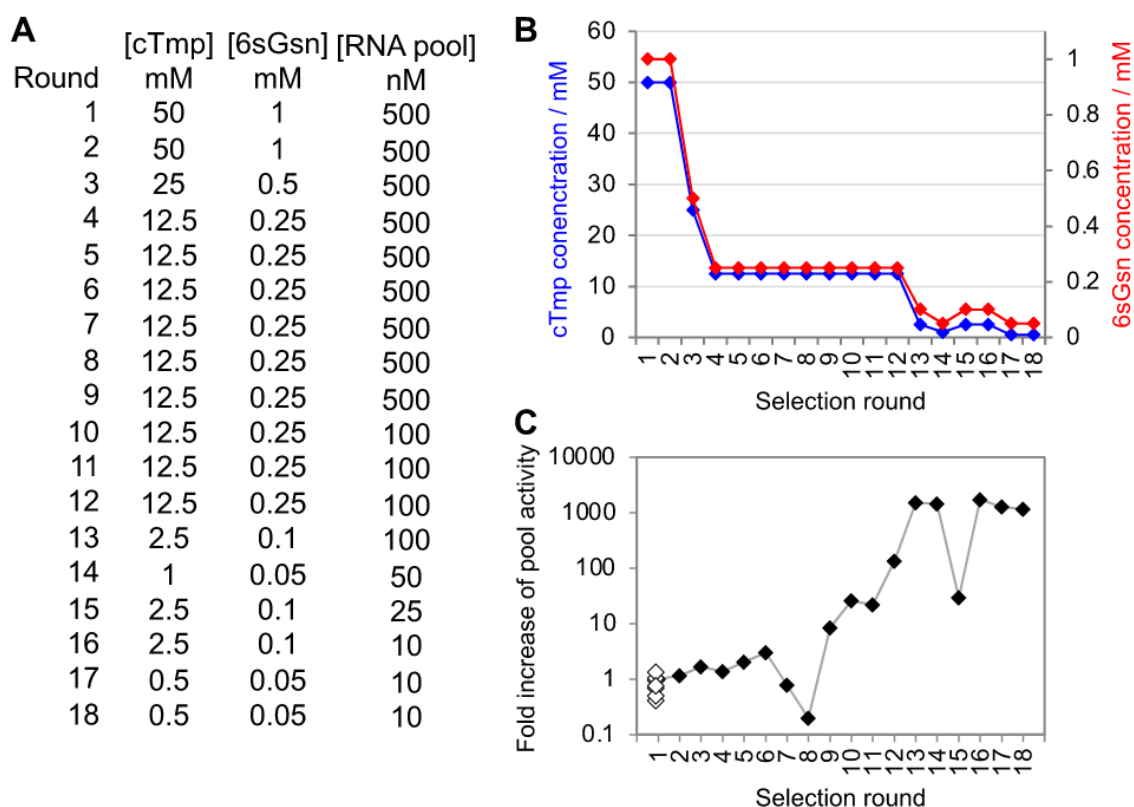 A
[cTmp] [6sGsn] [RNA pool]
Round mM mM nM
1 50 1 500
2 50 1 500
3 25 0.5 500
4 12.5 0.25 500
5 12.5 0.25 500
6 12.5 0.25 500
7 12.5 0.25 500
8 12.5 0.25 500
9 12.5 0.25 500
10 12.5 0.25 100
11 12.5 0.25 100
12 12.5 0.25 100
13 2.5 0.1 100
14 1 0.05 50
15 2.5 0.1 25
16 2.5 0.1 10
17 0.5 0.05 10
18 0.5 0.05 10
B
cTmp conenctration / mM
60
50
40
30
20
10
0
1
0.8
0.6
0.4
0.2
0
6sGsn concentration / mM
1 2 3 4 5 6 7 8 9 10 11 12 13 14 15 16 17 18
Selection round
C
Fold increase of pool activity
10000
1000
100
10
1
0.1
1 2 3 4 5 6 7 8 9 10 11 12 13 14 15 16 17 18
Selection round